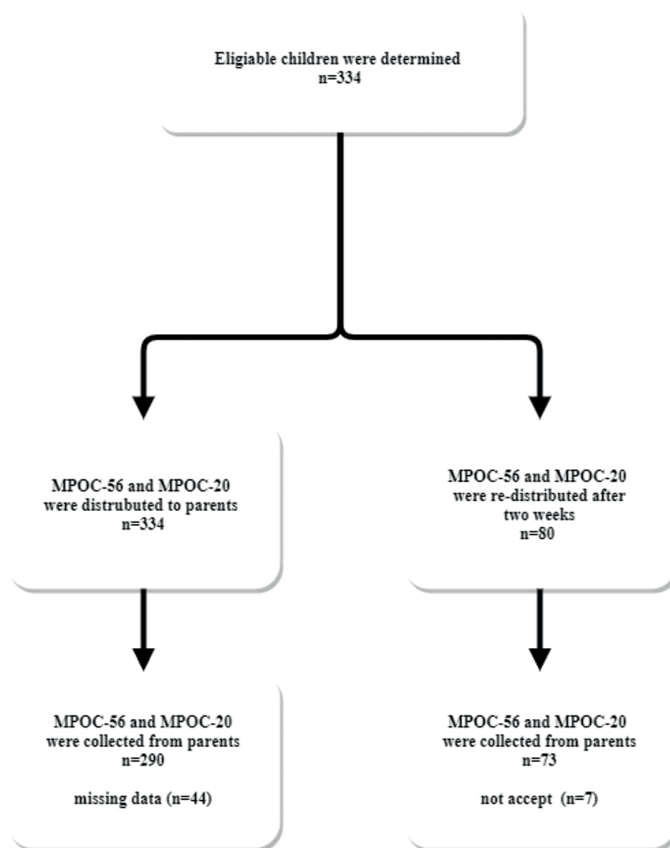 Eligiable children were determined
n=334
MPOC-56 and MPOC-20
were distrubuted to parents
n=334
MPOC-56 and MPOC-20
were re-distributed after
two weeks
n=80
MPOC-56 and MPOC-20
were collected from parents
n=290
missing data (n=44)
MPOC-56 and MPOC-20
were collected from parents
n=73
not accept (n=7)